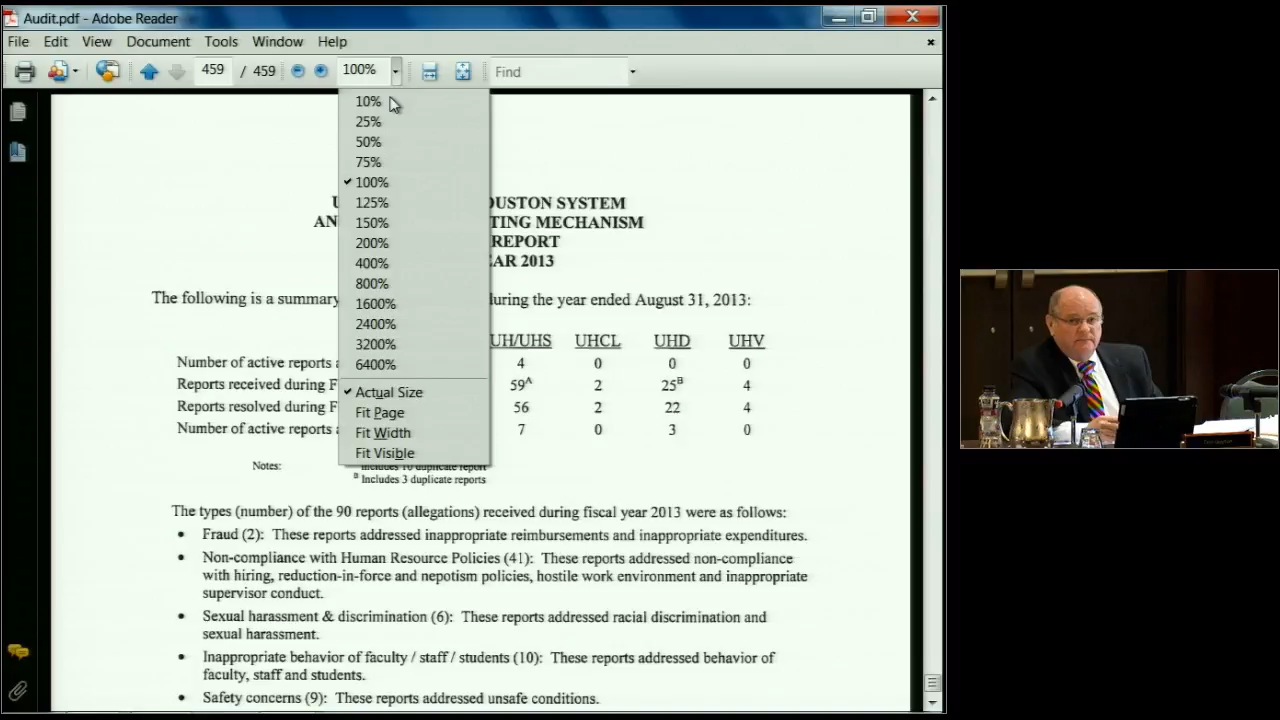 Audit.pdf - Adobe Reader
File Edit View Document Tools Window Help
459 / 459 100% Find
10%
25%
50%
75%
100%
125%
150%
200%
400%
800%
1600%
2400%
3200%
6400%
Actual Size
Fit Page
Fit Width
Fit Visible
U OUSTON SYSTEM
AN TING MECHANISM
REPORT
EAR 2013
The following is a summary during the year ended August 31, 2013:
UH/UHS UHCL UHD UHV
Number of active reports 4 0 0 0
Reports received during F 59A 2 25B 4
Reports resolved during F 56 2 22 4
Number of active reports 7 0 3 0
Notes: Includes 10 duplicate report
B Includes 3 duplicate reports
The types (number) of the 90 reports (allegations) received during fiscal year 2013 were as follows:
• Fraud (2): These reports addressed inappropriate reimbursements and inappropriate expenditures.
• Non-compliance with Human Resource Policies (41): These reports addressed non-compliance
with hiring, reduction-in-force and nepotism policies, hostile work environment and inappropriate
supervisor conduct.
• Sexual harassment & discrimination (6): These reports addressed racial discrimination and
sexual harassment.
• Inappropriate behavior of faculty / staff / students (10): These reports addressed behavior of
faculty, staff and students.
• Safety concerns (9): These reports addressed unsafe conditions.